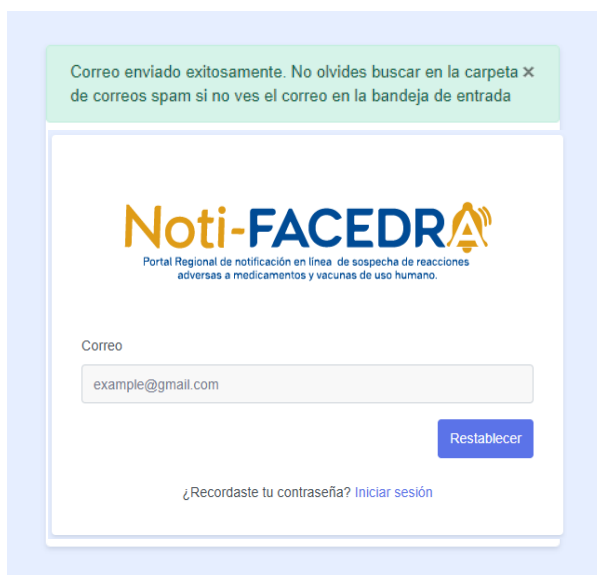 Correo enviado exitosamente. No olvides buscar en la carpeta ×
de correos spam si no ves el correo en la bandeja de entrada
Noti-FACEDRA
Portal Regional de notificación en línea de sospecha de reacciones
adversas a medicamentos y vacunas de uso humano.
Correo
example@gmail.com
Restablecer
¿Recordaste tu contraseña? Iniciar sesión